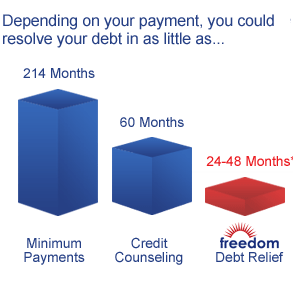 Depending on your payment, you could
resolve your debt in as little as...
214 Months
60 Months
24-48 Months*
Minimum
Payments
Credit
Counseling
freedom
Debt Relief